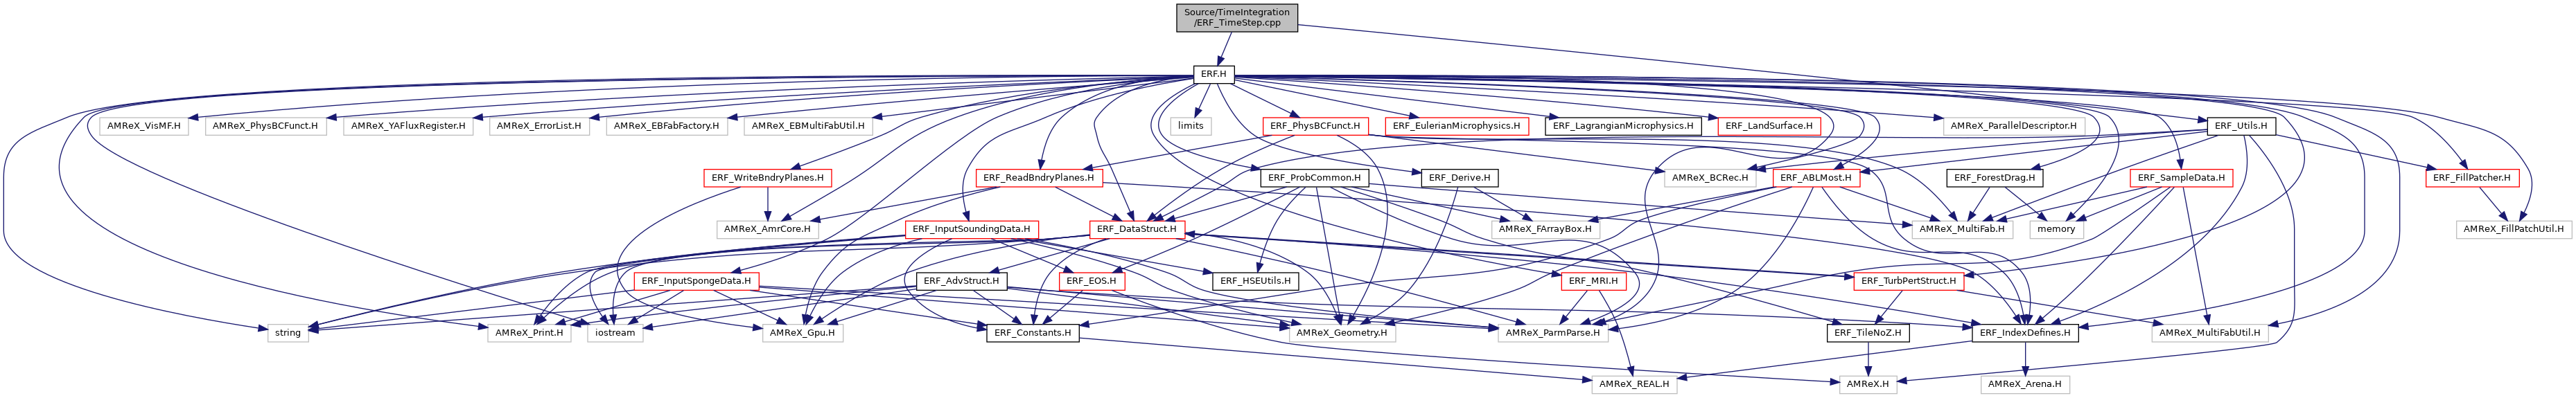 Source/TimeIntegration
/ERF_TimeStep.cpp
ERF.H
AMReX_VisMF.H
AMReX_PhysBCFunct.H
AMReX_YAFluxRegister.H
AMReX_ErrorList.H
AMReX_EBFabFactory.H
AMReX_EBMultiFabUtil.H
limits
ERF_PhysBCFunct.H
ERF_EulerianMicrophysics.H
ERF_LagrangianMicrophysics.H
ERF_LandSurface.H
AMReX_ParallelDescriptor.H
ERF_Utils.H
ERF_WriteBndryPlanes.H
ERF_ReadBndryPlanes.H
ERF_ProbCommon.H
ERF_Derive.H
AMReX_BCRec.H
ERF_ABLMost.H
ERF_ForestDrag.H
ERF_SampleData.H
ERF_FillPatcher.H
AMReX_AmrCore.H
ERF_InputSoundingData.H
ERF_DataStruct.H
AMReX_FArrayBox.H
AMReX_MultiFab.H
memory
AMReX_FillPatchUtil.H
ERF_InputSpongeData.H
ERF_AdvStruct.H
ERF_EOS.H
ERF_HSEUtils.H
ERF_MRI.H
ERF_TurbPertStruct.H
string
AMReX_Print.H
iostream
AMReX_Gpu.H
ERF_Constants.H
AMReX_Geometry.H
AMReX_ParmParse.H
ERF_TileNoZ.H
ERF_IndexDefines.H
AMReX_MultiFabUtil.H
AMReX_REAL.H
AMReX.H
AMReX_Arena.H